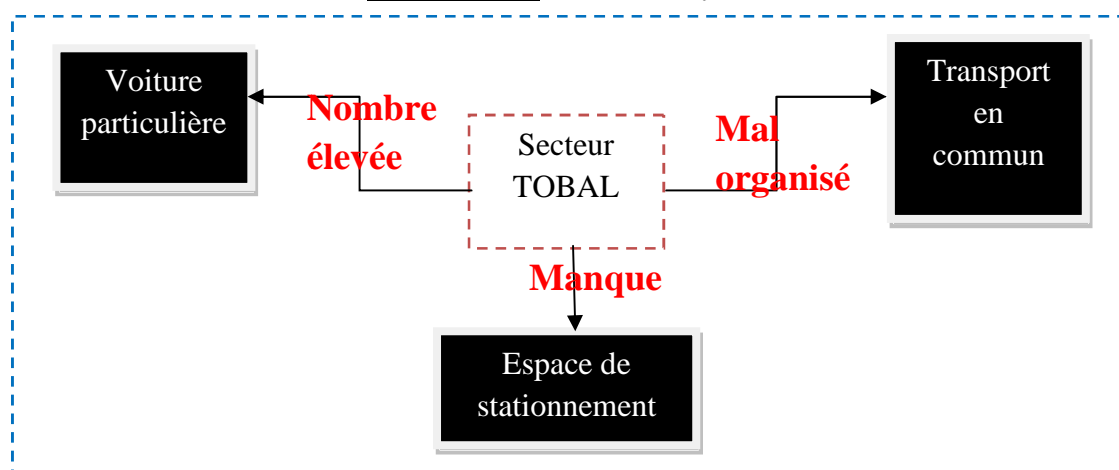 Voiture
particulière
Nombre
élevée
Secteur
TOBAL
Mal
organisé
Transport
en
commun
Manque
Espace de
stationnement